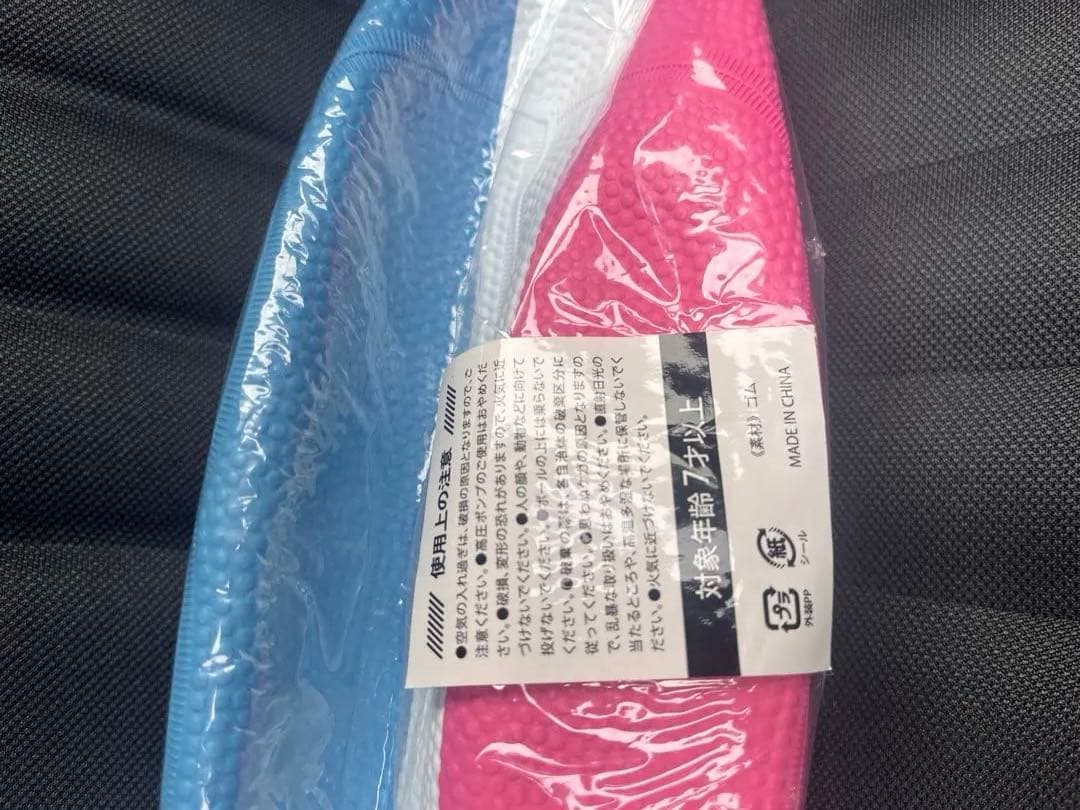 使用上の注意
●空気の入れ過ぎは、破損の原因となりますので、ご
注意ください。●高圧ポンプのご使用はおやめくだ
さい。●破損、変形の恐れがありますので、火気に近
づけないでください。●人の顔や、動物などに向けて
投げないでください。●ボールの上には乗らないで
ください。●破棄の際は、各自治体の破棄区分に
従ってください。●思わぬケガの原因となりますの
で、乱暴な取り扱いはおやめください。●直射日光の
当たるところや、高温多湿な場所に保管しないでく
ださい。●火気に近づけないでください。
対象年齢 7才以上
《素材》ゴム
MADE IN CHINA
プラ
外装PP
紙
シール